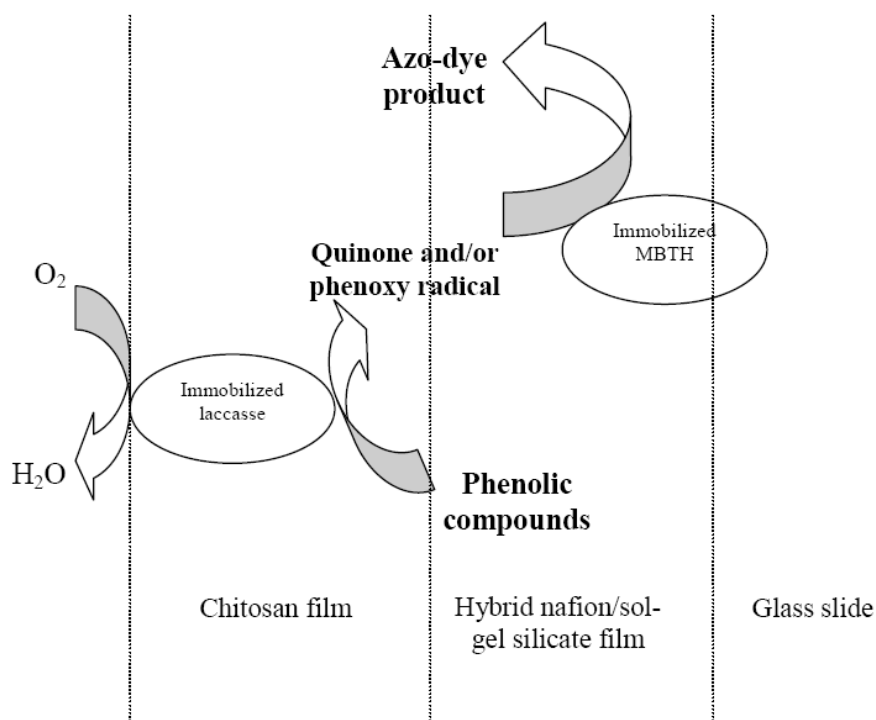 Azo-dye
product
Immobilized
MBTH
Quinone and/or
phenoxy radical
O₂
Immobilized
laccasse
H₂O
Phenolic
compounds
Chitosan film
Hybrid nafion/sol-
gel silicate film
Glass slide